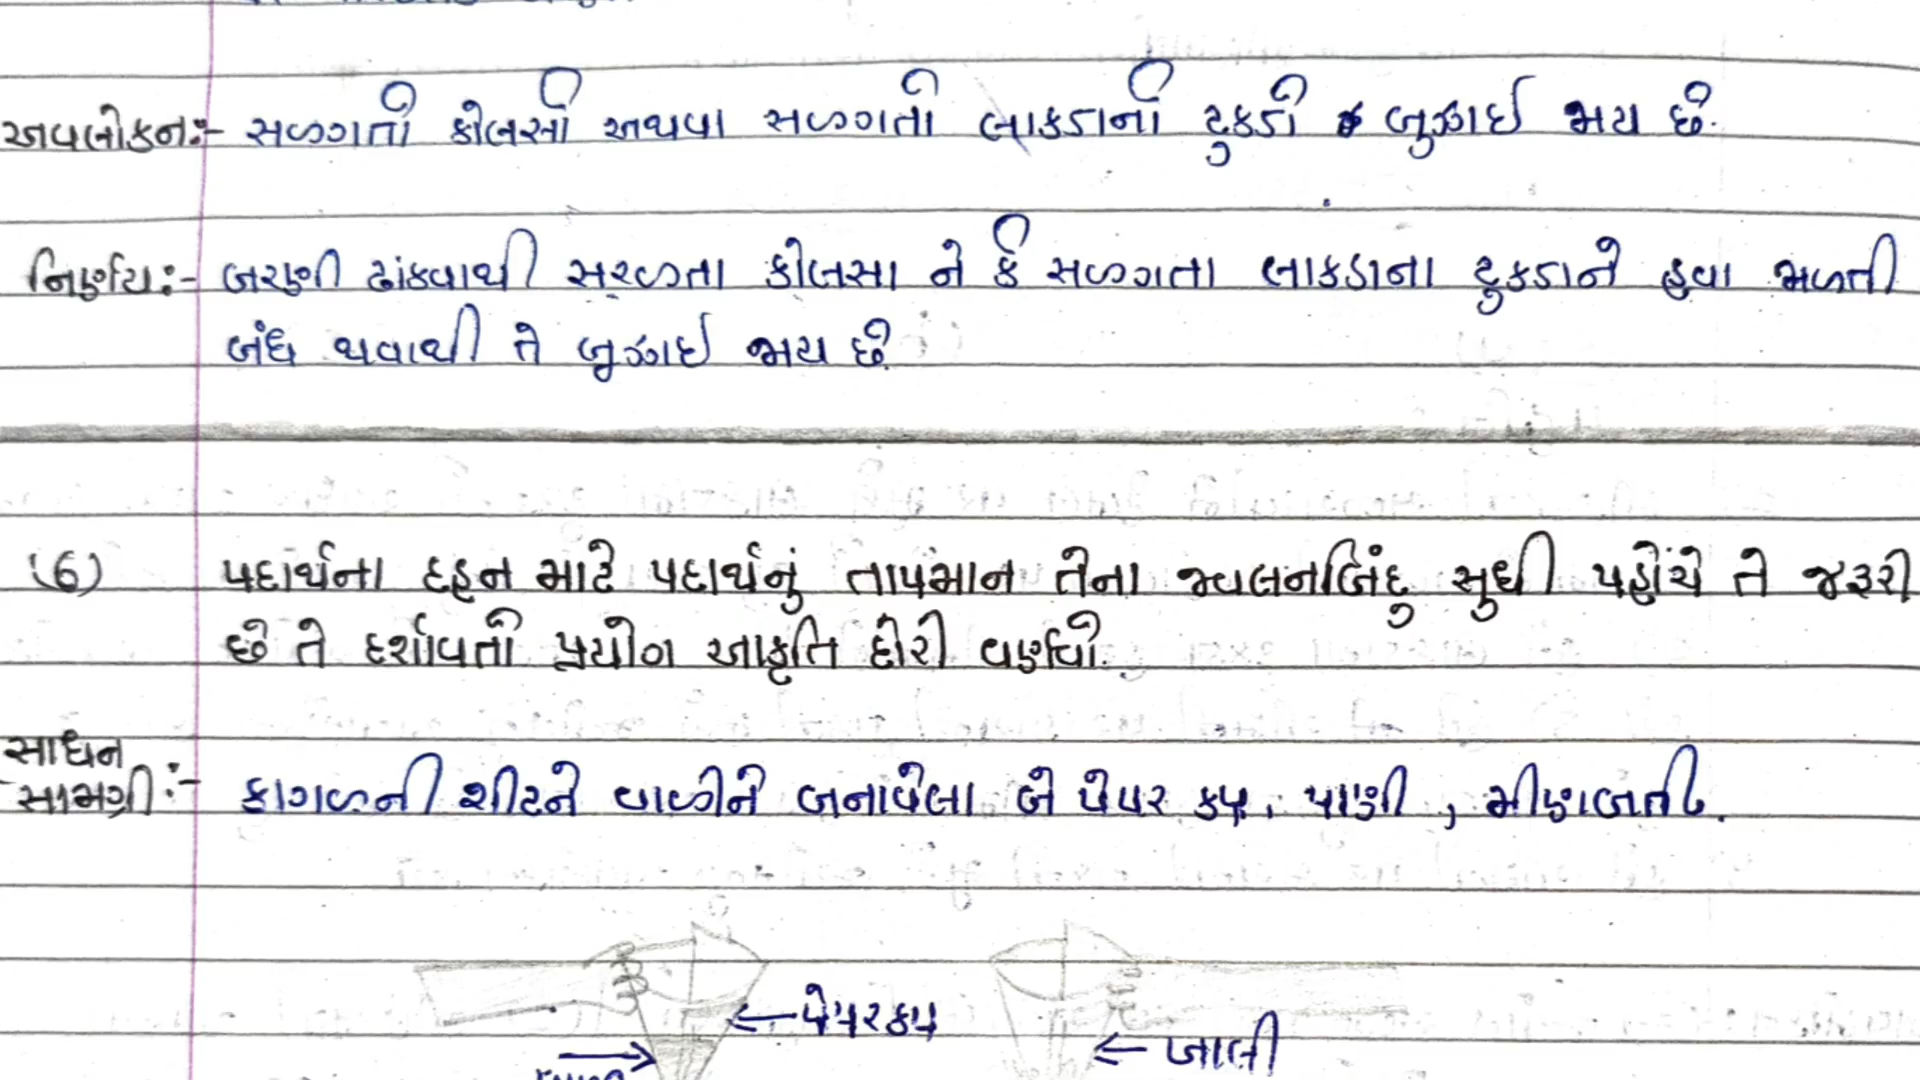 અવલોકન:- સળગતો કોલસો અથવા સળગતો લાકડાનો ટુકડો બુઝાઈ જાય છે.
નિર્ણય:- બરણી ઢાંકવાથી સરળતા કોલસા ને કે સળગતા લાકડાના ટુકડાને હવા મળતી
બંધ થવાથી તે બુઝાઈ જાય છે.
(6) પદાર્થના દહન માટે પદાર્થનું તાપમાન તેના જ્વલનબિંદુ સુધી પહોંચે તે જરૂરી
છે તે દર્શાવતો પ્રયોગ આકૃતિ દોરી વર્ણવો.
સાધન
સામગ્રી:- કાગળની શીટને વાળીને બનાવેલા બે પેપર કપ, પાણી, મીણબતી.
પેપરકપ
ખાલી